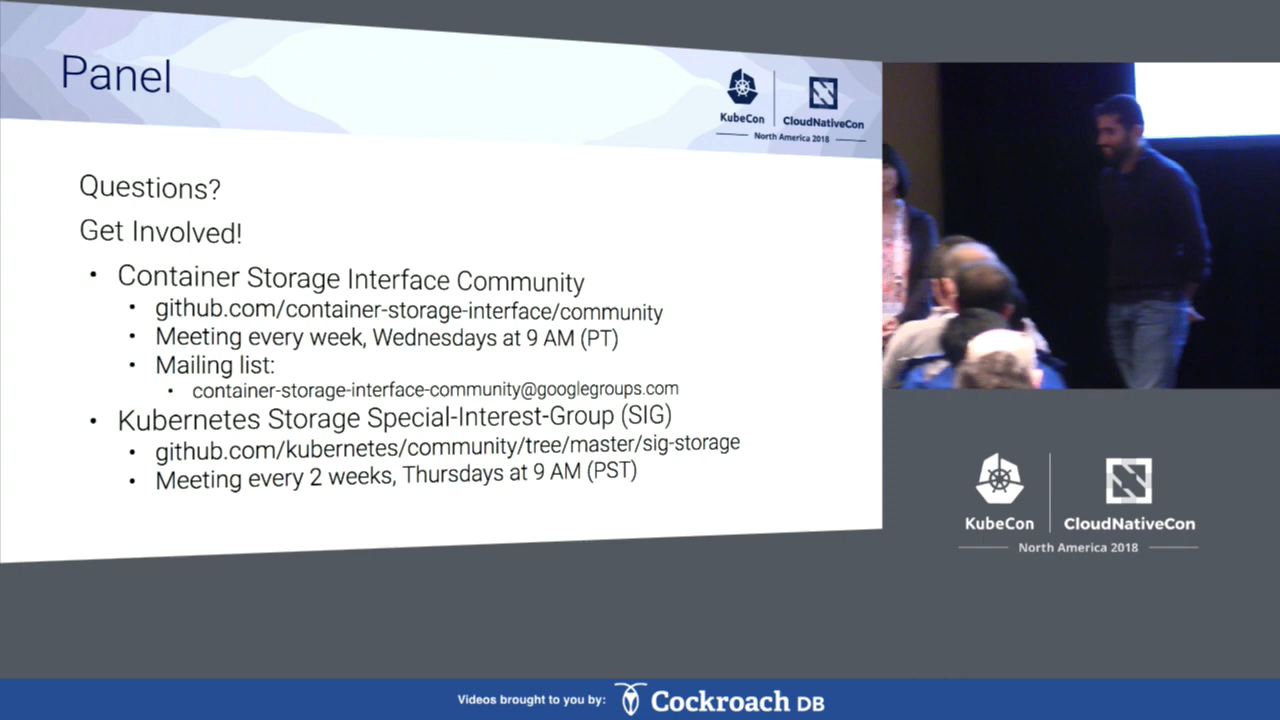 Panel
KubeCon
CloudNativeCon
North America 2018
Questions?
Get Involved!
• Container Storage Interface Community
• github.com/container-storage-interface/community
• Meeting every week, Wednesdays at 9 AM (PT)
• Mailing list:
• container-storage-interface-community@googlegroups.com
• Kubernetes Storage Special-Interest-Group (SIG)
• github.com/kubernetes/community/tree/master/sig-storage
• Meeting every 2 weeks, Thursdays at 9 AM (PST)
KubeCon
CloudNativeCon
North America 2018
Videos brought to you by:
Cockroach DB